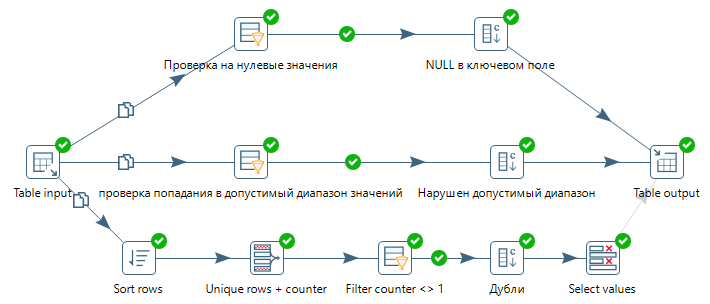 Проверка на нулевые значения
NULL в ключевом поле
Table input
проверка попадания в допустимый диапазон значений
Нарушен допустимый диапазон
Table output
Sort rows
Unique rows + counter
Filter counter <> 1
Дубли
Select values